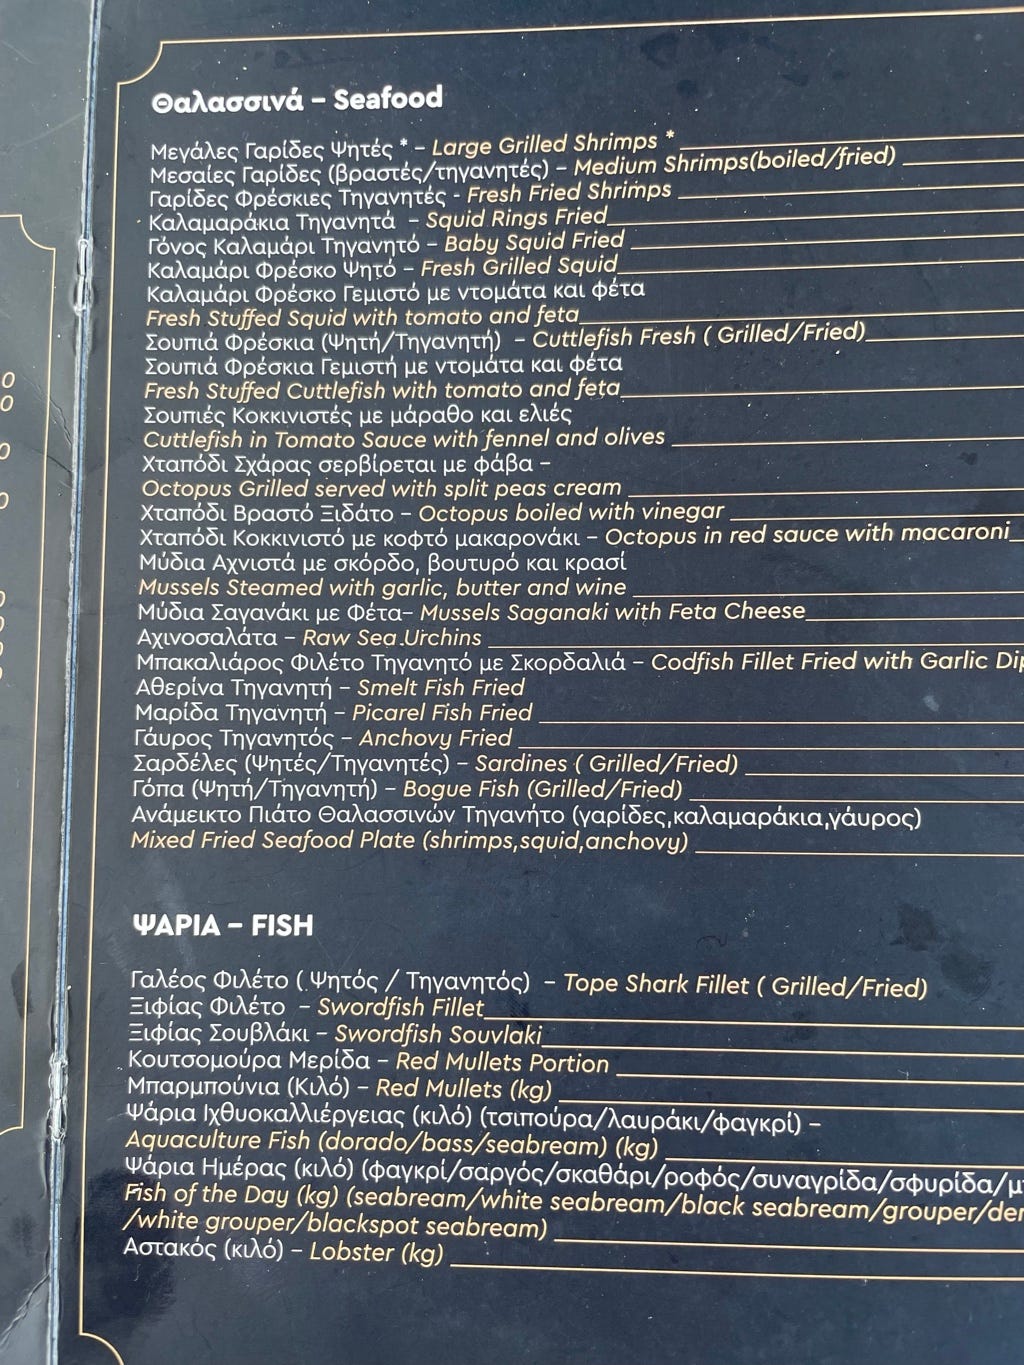 Θαλασσινά – Seafood
Μεγάλες Γαρίδες Ψητές * – Large Grilled Shrimps *
Μεσαίες Γαρίδες (βραστές/τηγανητές) – Medium Shrimps(boiled/fried)
Γαρίδες Φρέσκιες Τηγανητές - Fresh Fried Shrimps
Καλαμαράκια Τηγανητά – Squid Rings Fried
Γόνος Καλαμάρι Τηγανητό – Baby Squid Fried
Καλαμάρι Φρέσκο Ψητό – Fresh Grilled Squid
Καλαμάρι Φρέσκο Γεμιστό με ντομάτα και φέτα
Fresh Stuffed Squid with tomato and feta
Σουπιά Φρέσκια (Ψητή/Τηγανητή) – Cuttlefish Fresh ( Grilled/Fried)
Σουπιά Φρέσκια Γεμιστή με ντομάτα και φέτα
Fresh Stuffed Cuttlefish with tomato and feta
Σουπιές Κοκκινιστές με μάραθο και ελιές
Cuttlefish in Tomato Sauce with fennel and olives
Χταπόδι Σχάρας σερβίρεται με φάβα –
Octopus Grilled served with split peas cream
Χταπόδι Βραστό Ξιδάτο – Octopus boiled with vinegar
Χταπόδι Κοκκινιστό με κοφτό μακαρονάκι – Octopus in red sauce with macaroni
Μύδια Αχνιστά με σκόρδο, βουτυρό και κρασί
Mussels Steamed with garlic, butter and wine
Μύδια Σαγανάκι με Φέτα– Mussels Saganaki with Feta Cheese
Αχινοσαλάτα – Raw Sea Urchins
Μπακαλιάρος Φιλέτο Τηγανητό με Σκορδαλιά – Codfish Fillet Fried with Garlic
Αθερίνα Τηγανητή – Smelt Fish Fried
Μαρίδα Τηγανητή – Picarel Fish Fried
Γάυρος Τηγανητός – Anchovy Fried
Σαρδέλες (Ψητές/Τηγανητές) – Sardines ( Grilled/Fried)
Γόπα (Ψητή/Τηγανητή) – Bogue Fish (Grilled/Fried)
Ανάμεικτο Πιάτο Θαλασσινών Τηγανήτο (γαρίδες,καλαμαράκια,γάυρος)
Mixed Fried Seafood Plate (shrimps,squid,anchovy)
ΨΑΡΙΑ – FISH
Γαλέος Φιλέτο ( Ψητός / Τηγανητός) – Tope Shark Fillet ( Grilled/Fried)
Ξιφίας Φιλέτο – Swordfish Fillet
Ξιφίας Σουβλάκι – Swordfish Souvlaki
Κουτσομούρα Μερίδα – Red Mullets Portion
Μπαρμπούνια (Κιλό) – Red Mullets (kg)
Ψάρια Ιχθυοκαλλιέργειας (κιλό) (τσιπούρα/λαυράκι/φαγκρί) –
Aquaculture Fish (dorado/bass/seabream) (kg)
Ψάρια Ημέρας (κιλό) (φαγκρί/σαργός/σκαθάρι/ροφός/συναγρίδα/σφυρίδα/
Fish of the Day (kg) (seabream/white seabream/black seabream/grouper/
/white grouper/blackspot seabream)
Αστακός (κιλό) – Lobster (kg)